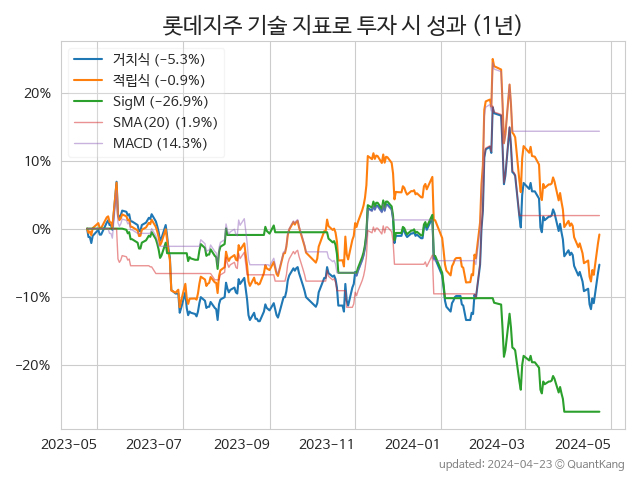 롯데지주 기술 지표로 투자 시 성과 (1년)
거치식 (−5.3%)
적립식 (−0.9%)
SigM (−26.9%)
SMA(20) (1.9%)
MACD (14.3%)
20%
10%
0%
−10%
−20%
2023-05 2023-07 2023-09 2023-11 2024-01 2024-03 2024-05
updated: 2024-04-23 © QuantKang